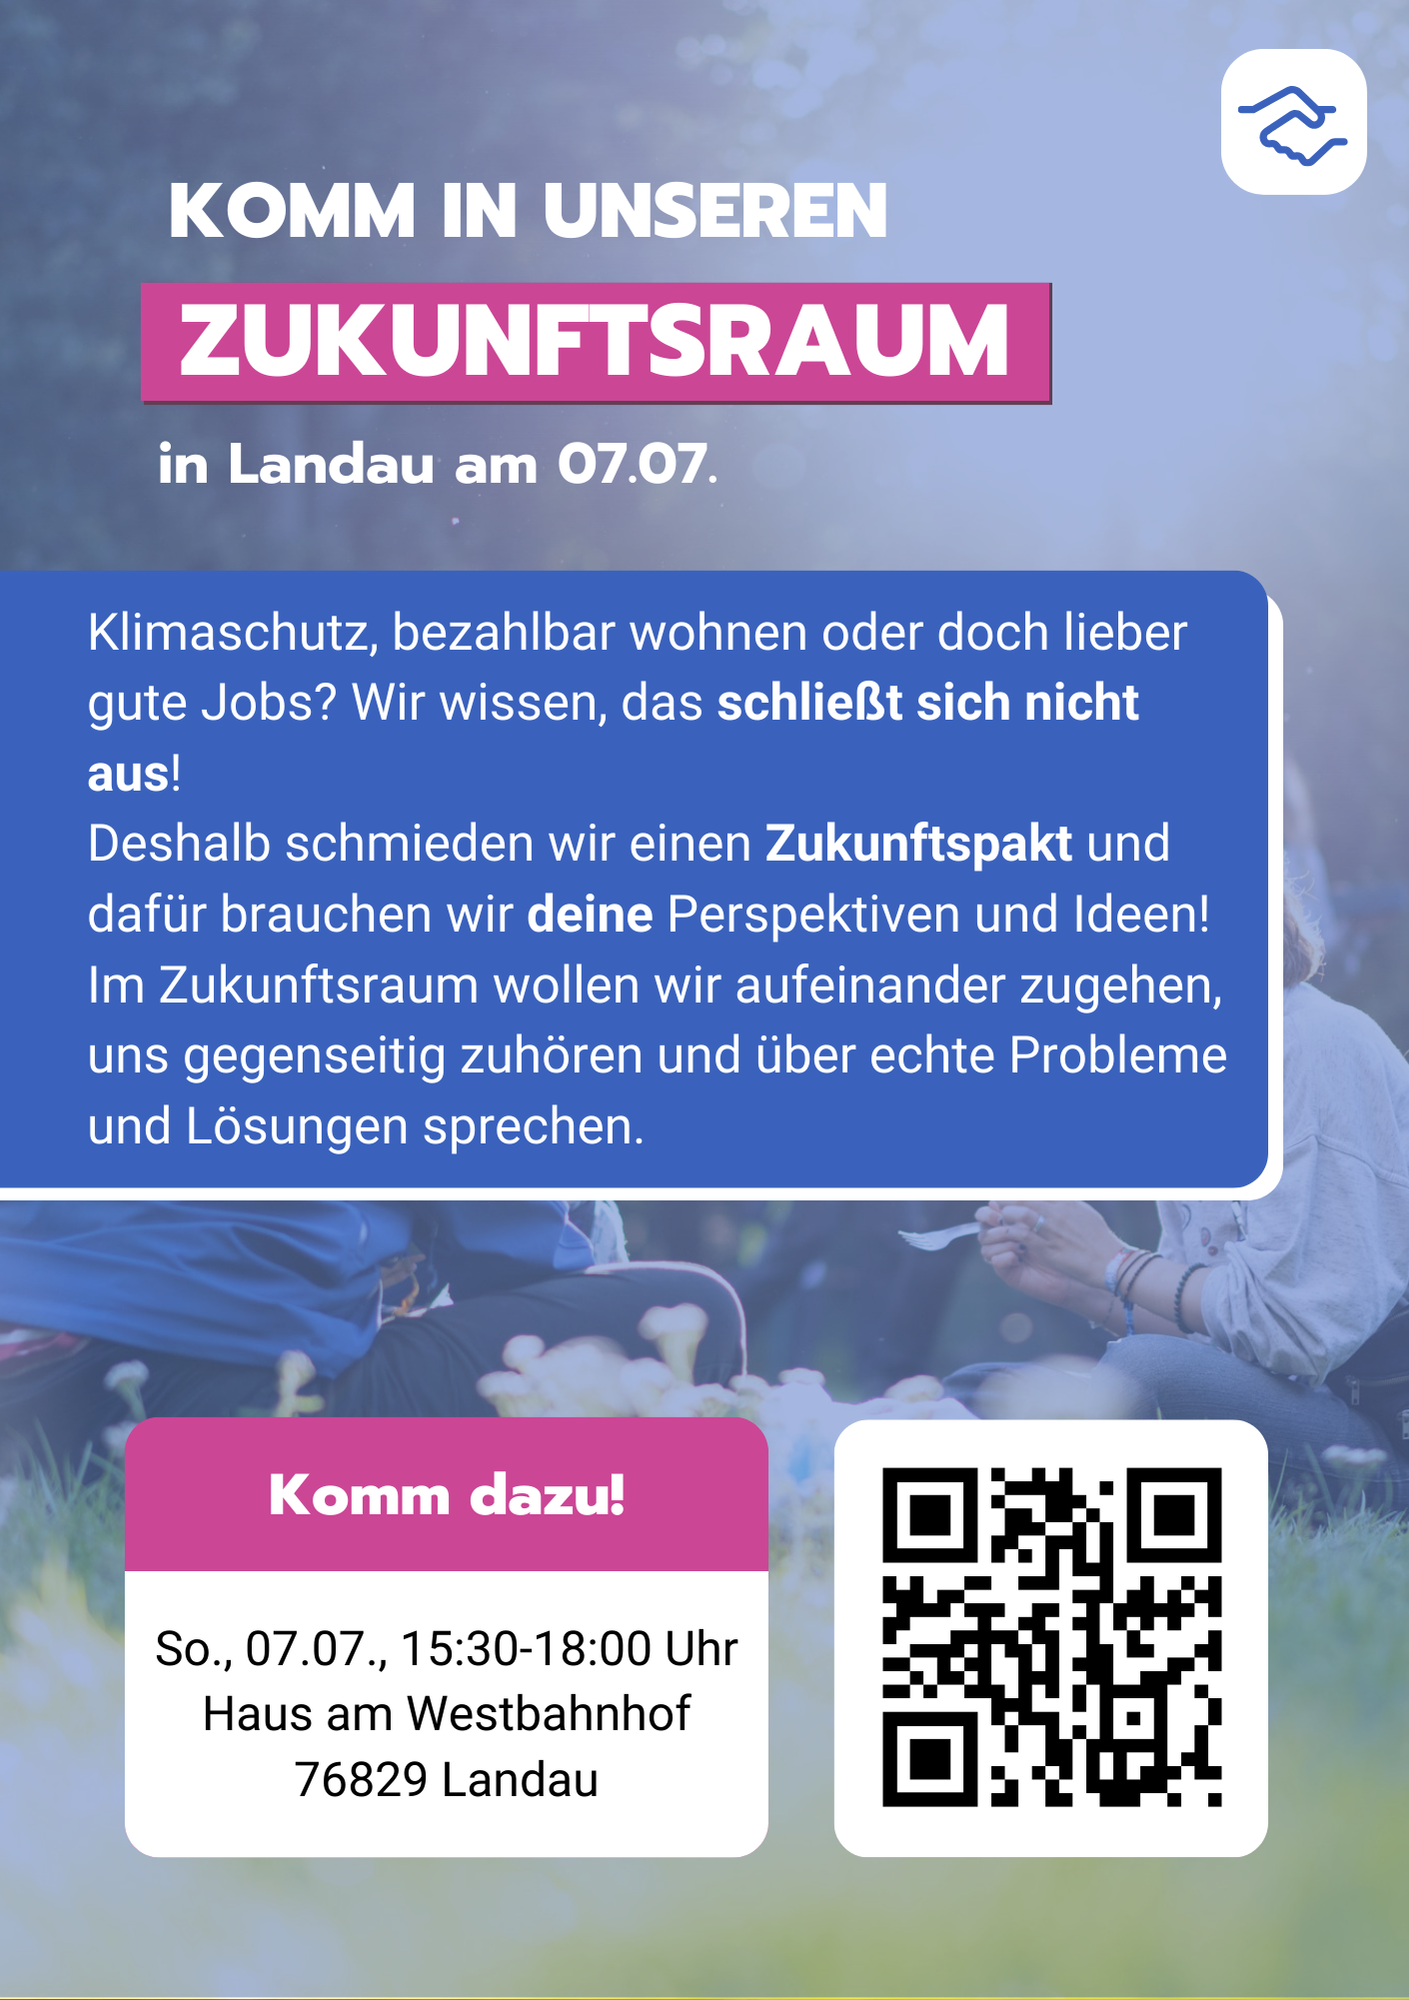 KOMM IN UNSEREN
ZUKUNFTSRAUM
in Landau am 07.07.
Klimaschutz, bezahlbar wohnen oder doch lieber
gute Jobs? Wir wissen, das schließt sich nicht
aus!
Deshalb schmieden wir einen Zukunftspakt und
dafür brauchen wir deine Perspektiven und Ideen!
Im Zukunftsraum wollen wir aufeinander zugehen,
uns gegenseitig zuhören und über echte Probleme
und Lösungen sprechen.
Komm dazu!
So., 07.07., 15:30-18:00 Uhr
Haus am Westbahnhof
76829 Landau